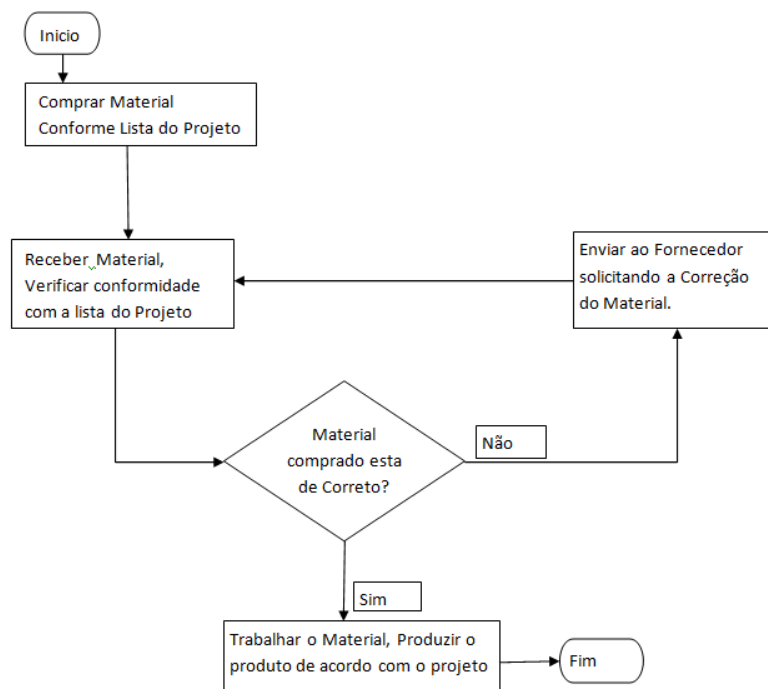 Inicio
Comprar Material
Conforme Lista do Projeto
Receber Material,
Verificar conformidade
com a lista do Projeto
Enviar ao Fornecedor
solicitando a Correção
do Material.
Material
comprado esta
de Correto?
Não
Sim
Trabalhar o Material, Produzir o
produto de acordo com o projeto
Fim